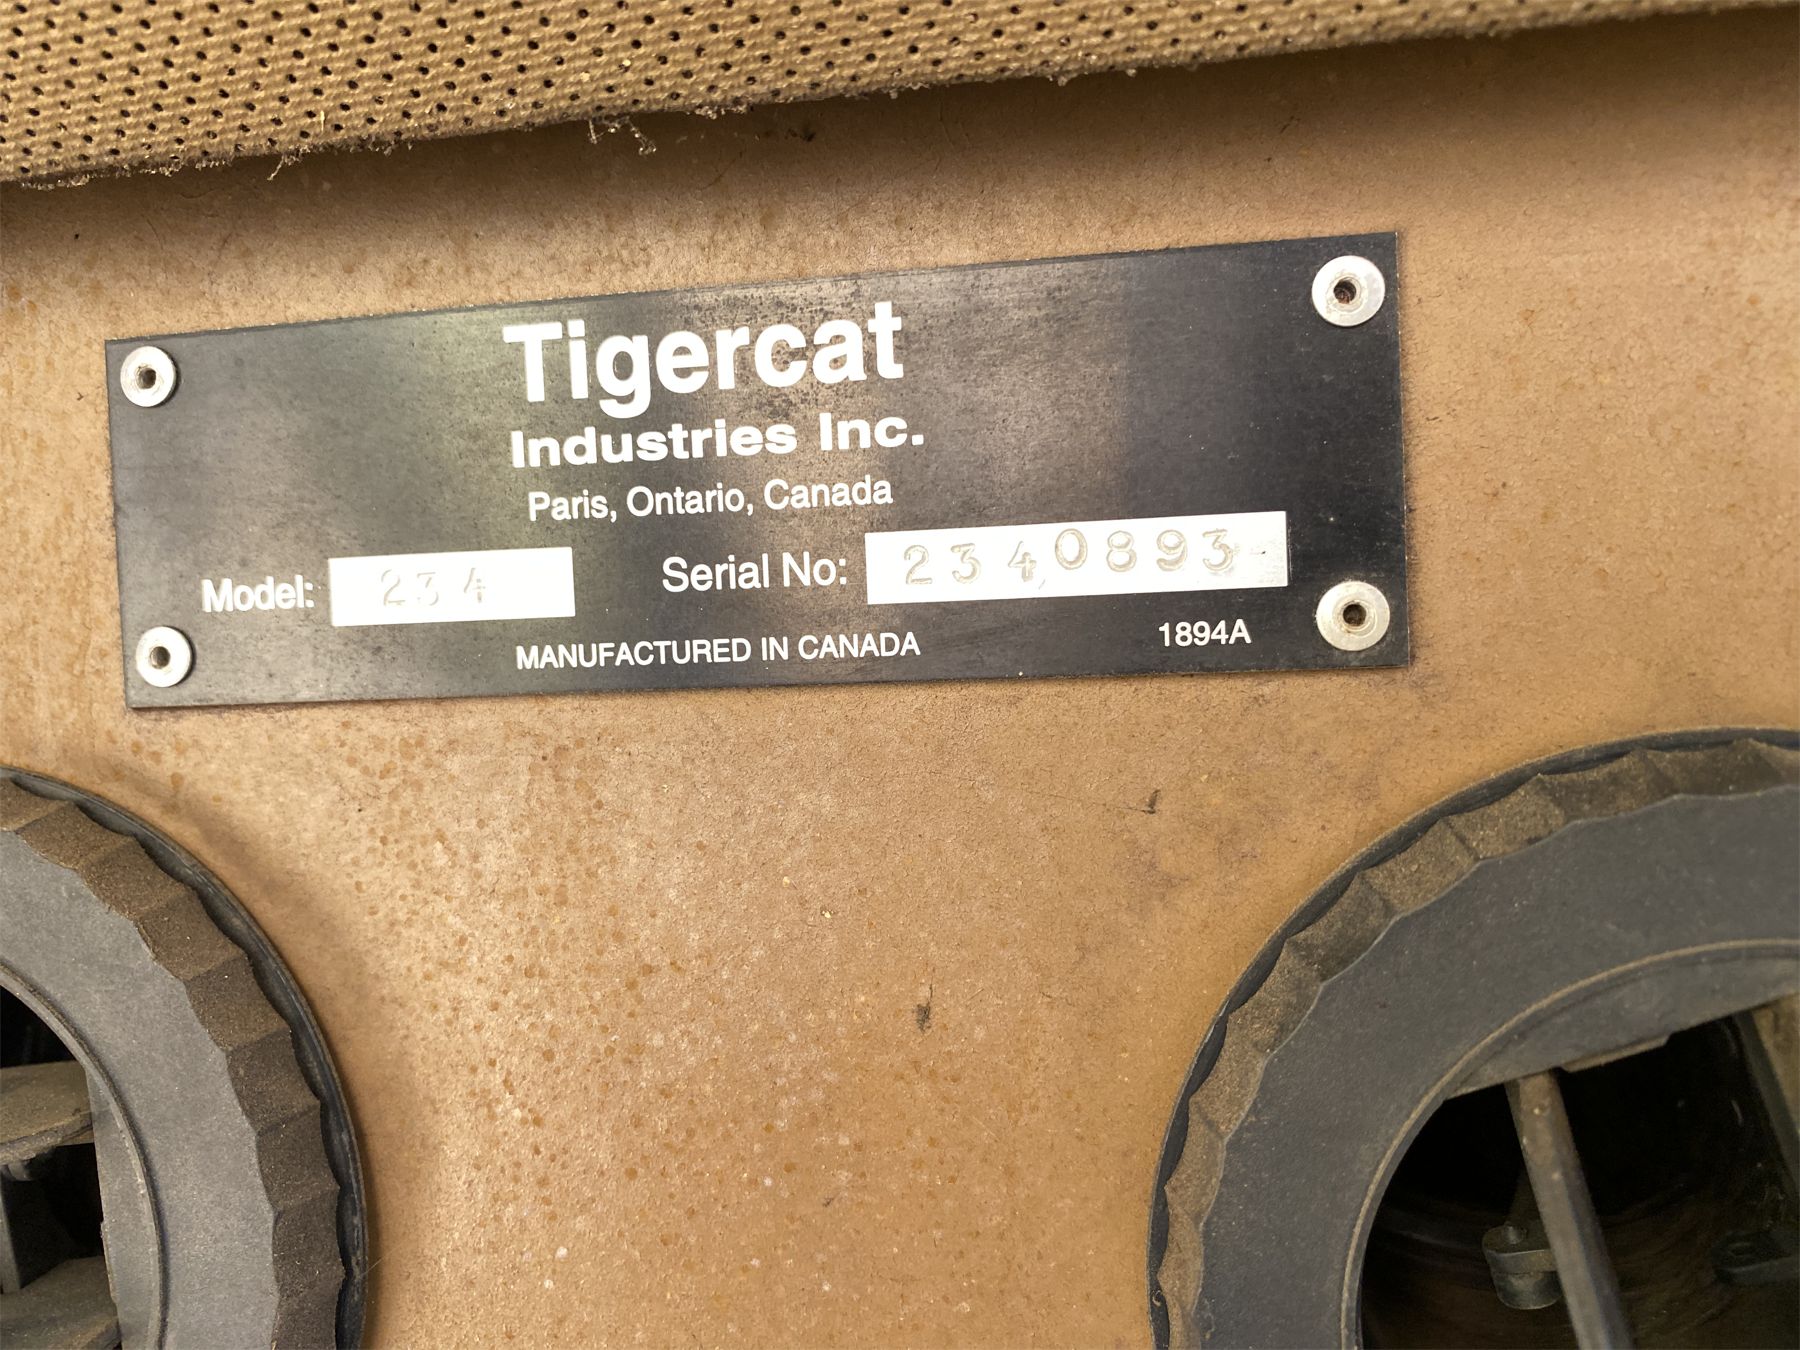 Tigercat
Industries Inc.
Paris, Ontario, Canada
Model: 234 Serial No: 2340893
MANUFACTURED IN CANADA 1894A